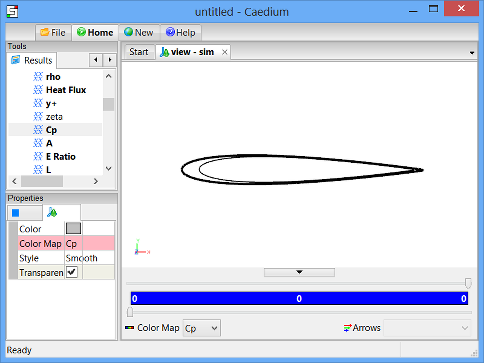 untitled - Caedium
File
Home
New
Help
Tools
Results
rho
Heat Flux
y+
zeta
Cp
A
E Ratio
L
Properties
Color
Color Map Cp
Style Smooth
Transparen
Start
view - sim
Y
X
0 0 0
Color Map Cp
Arrows
Ready